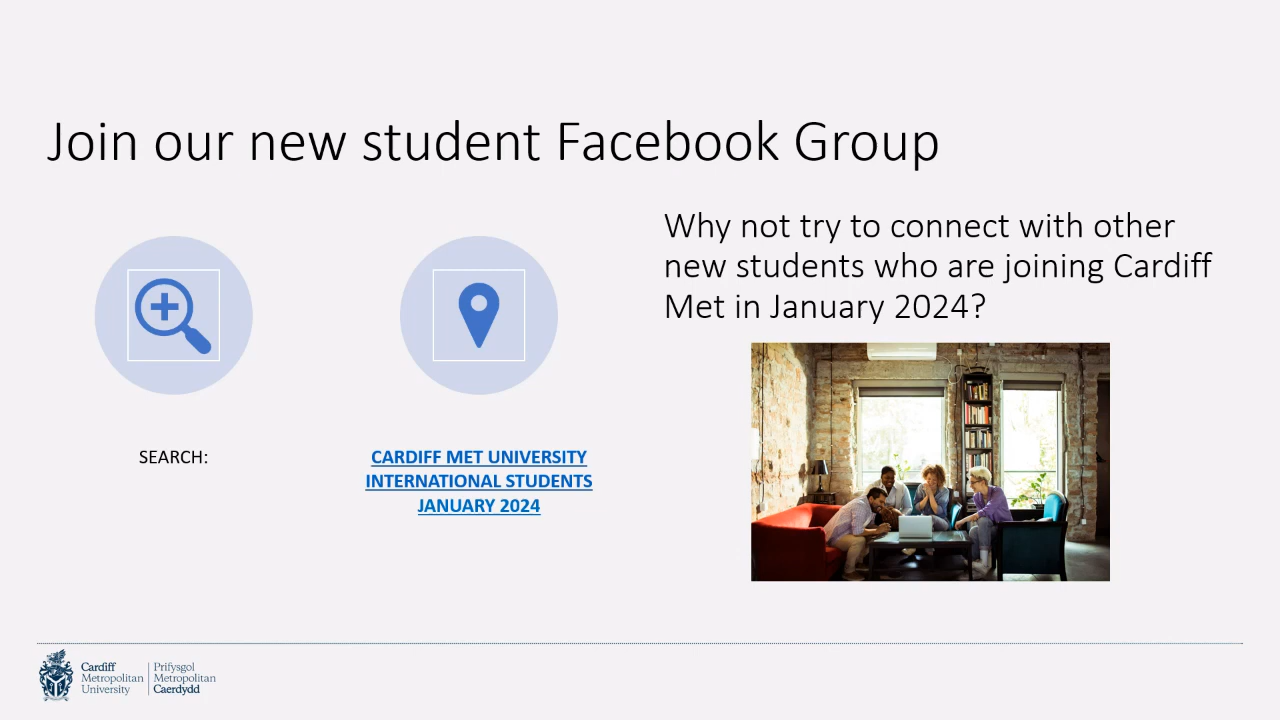 Join our new student Facebook Group
SEARCH:
CARDIFF MET UNIVERSITY
INTERNATIONAL STUDENTS
JANUARY 2024
Why not try to connect with other
new students who are joining Cardiff
Met in January 2024?
Cardiff
Metropolitan
University
Prifysgol
Metropolitan
Caerdydd